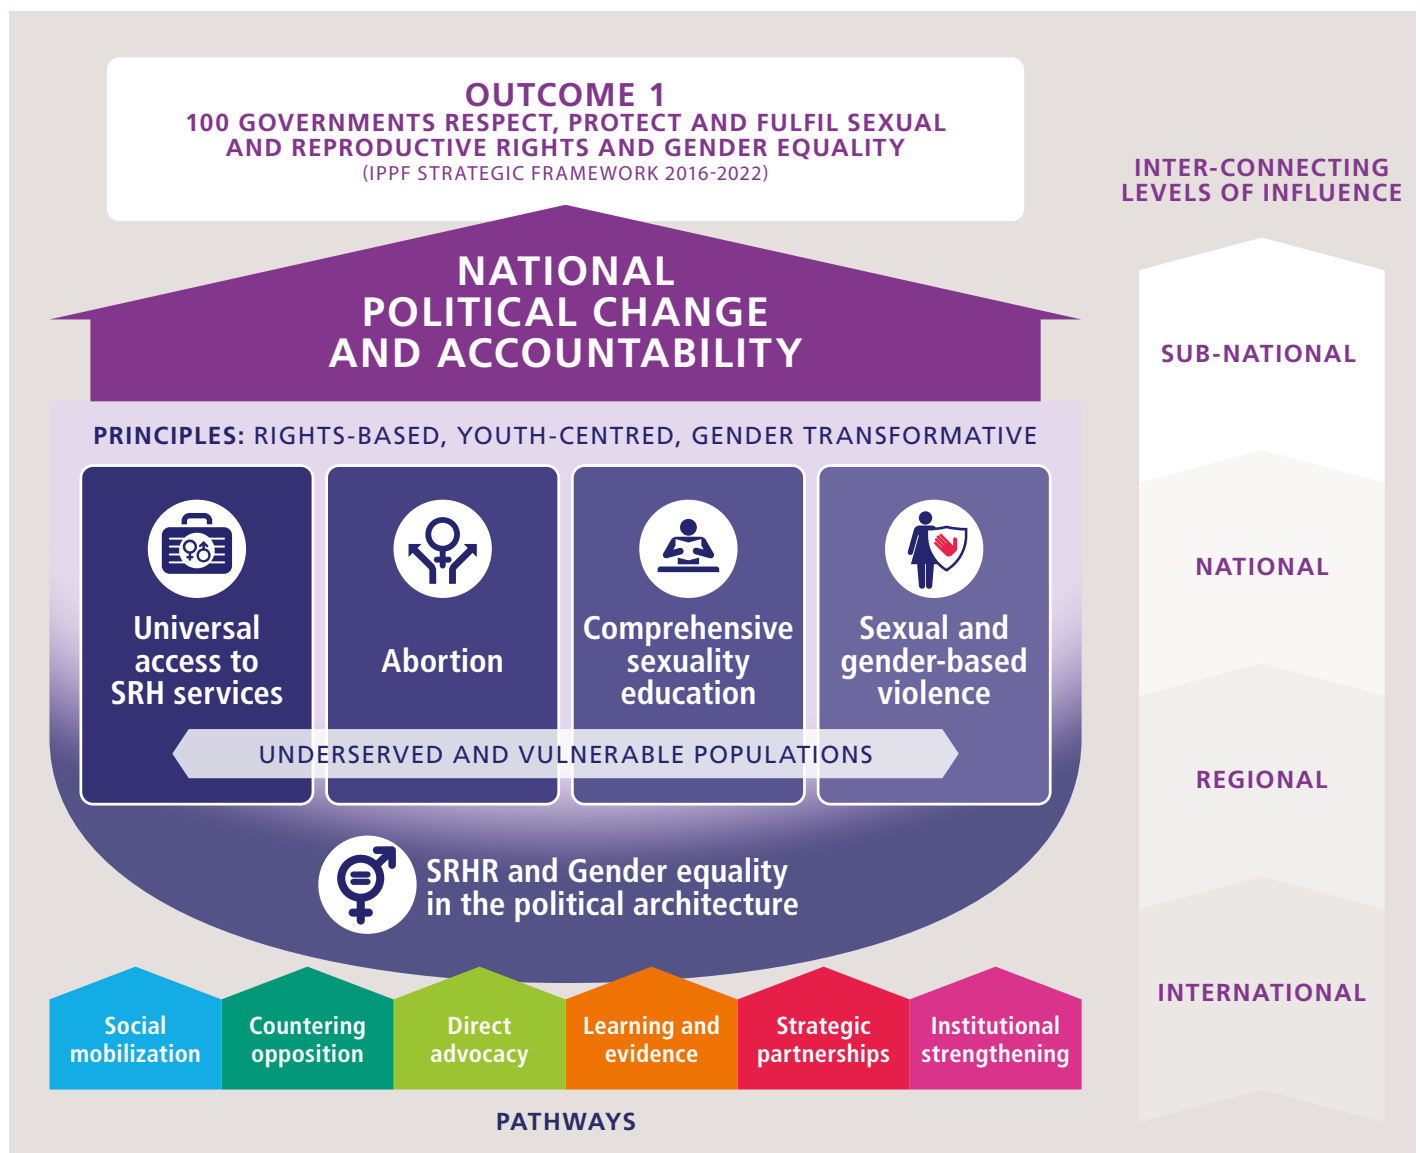 OUTCOME 1
100 GOVERNMENTS RESPECT, PROTECT AND FULFIL SEXUAL
AND REPRODUCTIVE RIGHTS AND GENDER EQUALITY
(IPPF STRATEGIC FRAMEWORK 2016-2022)
NATIONAL
POLITICAL CHANGE
AND ACCOUNTABILITY
PRINCIPLES: RIGHTS-BASED, YOUTH-CENTRED, GENDER TRANSFORMATIVE
Universal
access to
SRH services
Abortion
Comprehensive
sexuality
education
Sexual and
gender-based
violence
UNDERSERVED AND VULNERABLE POPULATIONS
SRHR and Gender equality
in the political architecture
Social
mobilization
Countering
opposition
Direct
advocacy
Learning and
evidence
Strategic
partnerships
Institutional
strengthening
PATHWAYS
INTER-CONNECTING
LEVELS OF INFLUENCE
SUB-NATIONAL
NATIONAL
REGIONAL
INTERNATIONAL